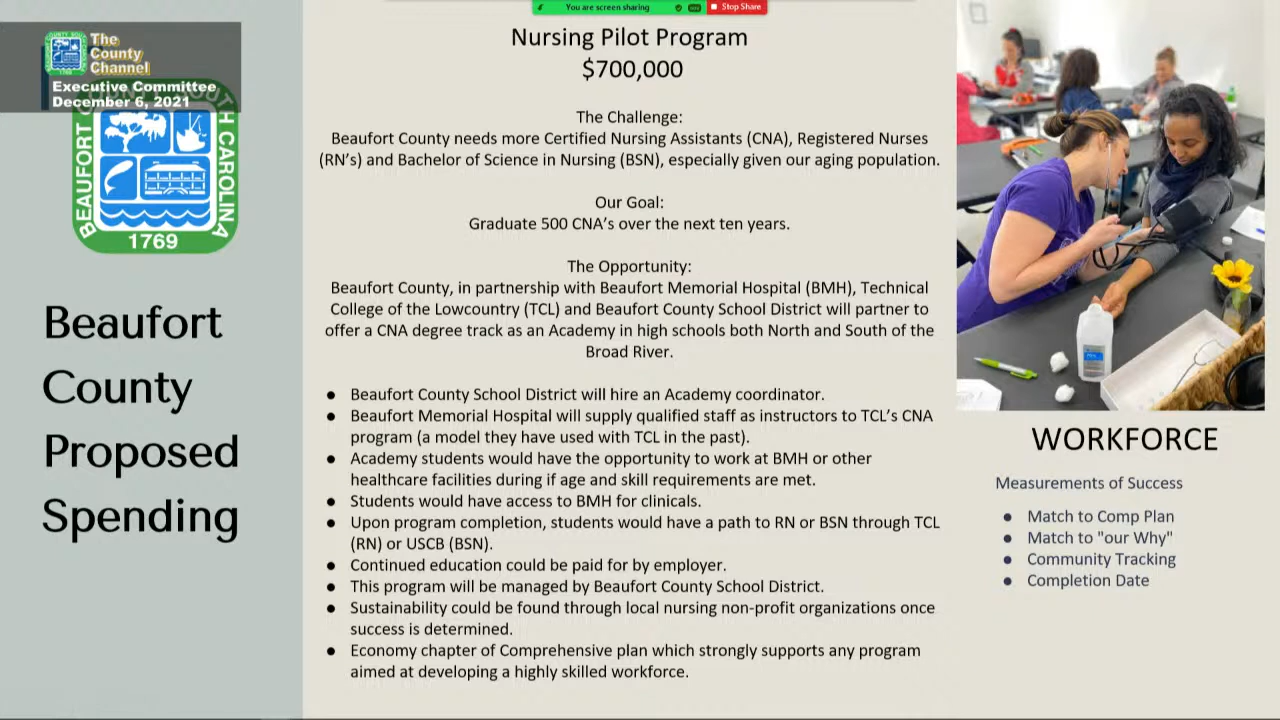 You are screen sharing
Stop Share
The
County
Channel
Executive Committee
December 6, 2021
BEAUFORT COUNTY SOUTH CAROLINA
1769
Beaufort
County
Proposed
Spending
Nursing Pilot Program
$700,000
The Challenge:
Beaufort County needs more Certified Nursing Assistants (CNA), Registered Nurses
(RN's) and Bachelor of Science in Nursing (BSN), especially given our aging population.
Our Goal:
Graduate 500 CNA's over the next ten years.
The Opportunity:
Beaufort County, in partnership with Beaufort Memorial Hospital (BMH), Technical
College of the Lowcountry (TCL) and Beaufort County School District will partner to
offer a CNA degree track as an Academy in high schools both North and South of the
Broad River.
● Beaufort County School District will hire an Academy coordinator.
● Beaufort Memorial Hospital will supply qualified staff as instructors to TCL's CNA
program (a model they have used with TCL in the past).
● Academy students would have the opportunity to work at BMH or other
healthcare facilities during if age and skill requirements are met.
● Students would have access to BMH for clinicals.
● Upon program completion, students would have a path to RN or BSN through TCL
(RN) or USCB (BSN).
● Continued education could be paid for by employer.
● This program will be managed by Beaufort County School District.
● Sustainability could be found through local nursing non-profit organizations once
success is determined.
● Economy chapter of Comprehensive plan which strongly supports any program
aimed at developing a highly skilled workforce.
WORKFORCE
Measurements of Success
● Match to Comp Plan
● Match to "our Why"
● Community Tracking
● Completion Date